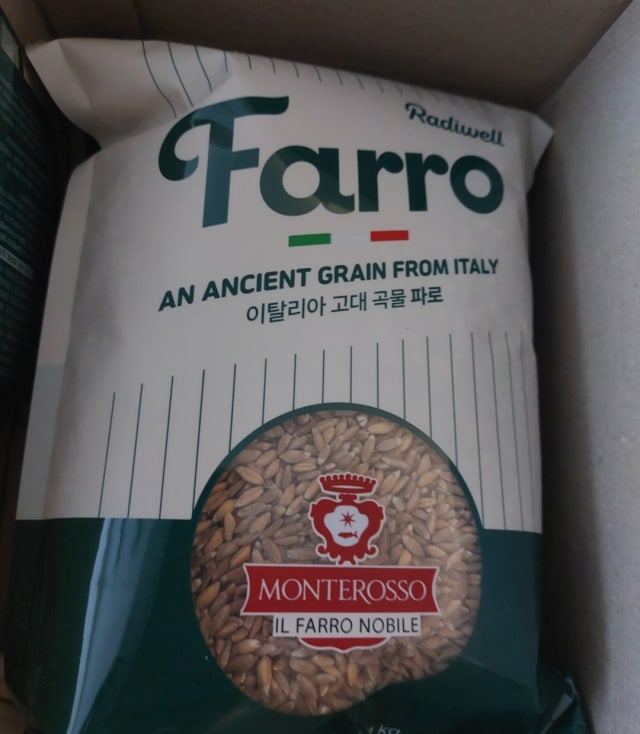 Radiwell
Farro
AN ANCIENT GRAIN FROM ITALY
이탈리아 고대 곡물 파로
MONTEROSSO
IL FARRO NOBILE
kg